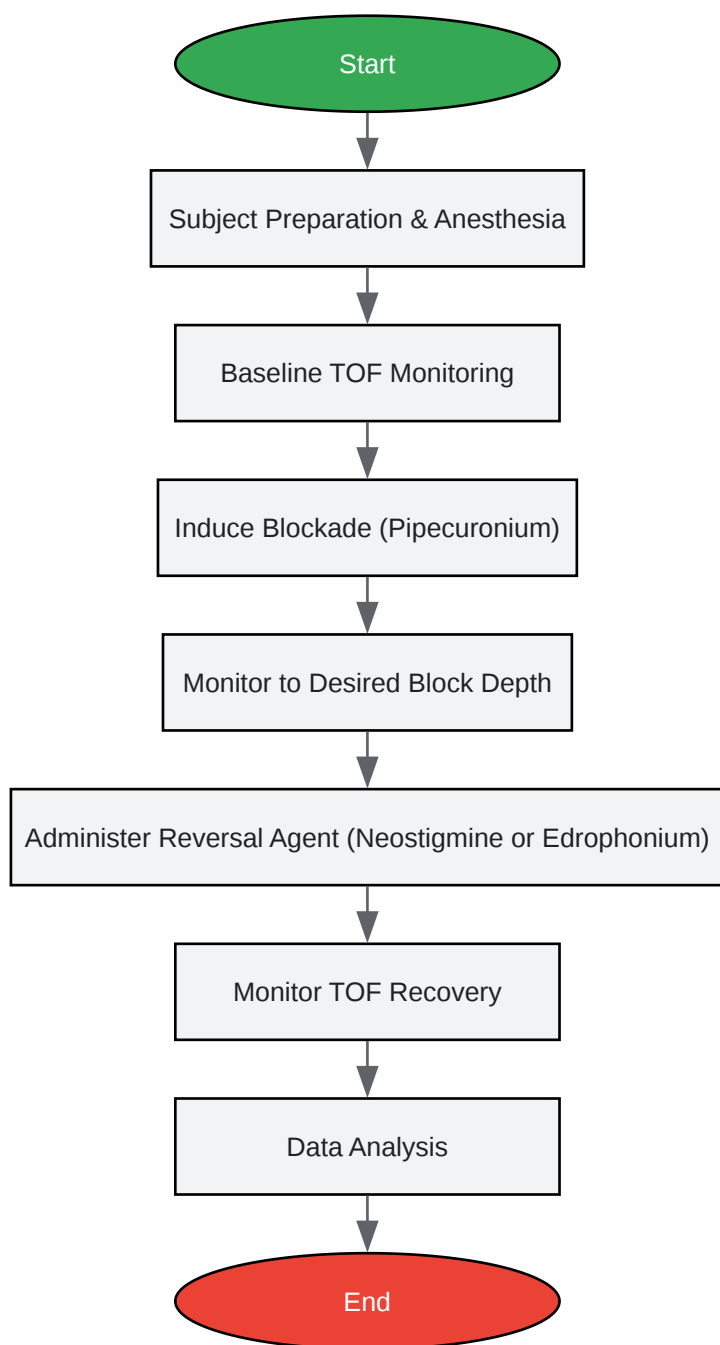 Start
Subject Preparation & Anesthesia
Baseline TOF Monitoring
Induce Blockade (Pipecuronium)
Monitor to Desired Block Depth
Administer Reversal Agent (Neostigmine or Edrophonium)
Monitor TOF Recovery
Data Analysis
End